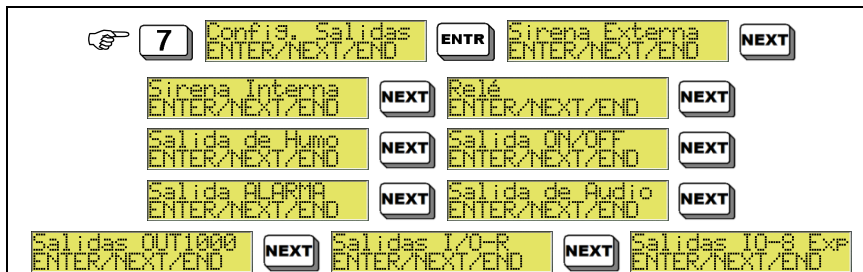 7 Config. Salidas ENTR Sirena Externa NEXT
ENTER/NEXT/END ENTER/NEXT/END
Sirena Interna NEXT Relé NEXT
ENTER/NEXT/END ENTER/NEXT/END
Salida de Humo NEXT Salida ON/OFF NEXT
ENTER/NEXT/END ENTER/NEXT/END
Salida ALARMA NEXT Salida de Audio NEXT
ENTER/NEXT/END ENTER/NEXT/END
Salidas OUT1000 NEXT Salidas I/O-R NEXT Salidas IO-8 Exp
ENTER/NEXT/END ENTER/NEXT/END ENTER/NEXT/END